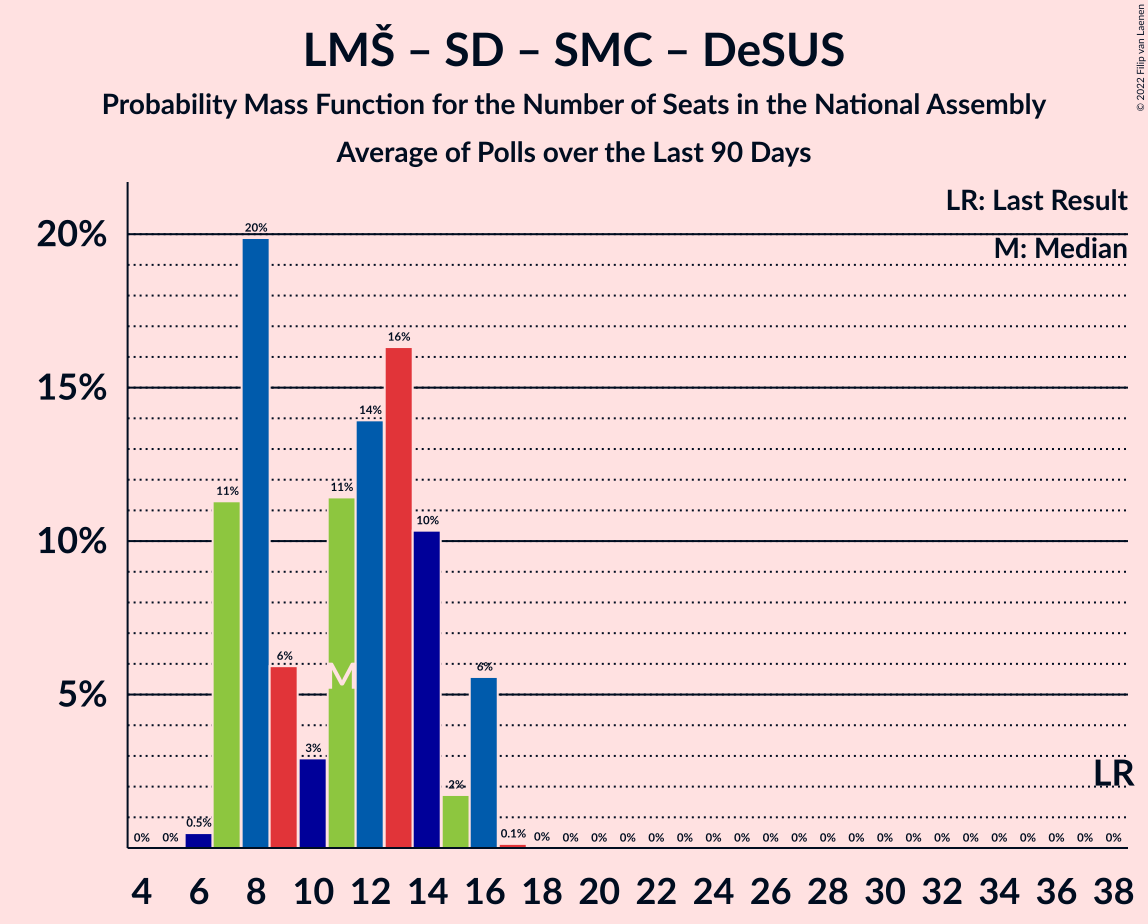 LMŠ – SD – SMC – DeSUS
Probability Mass Function for the Number of Seats in the National Assembly
Average of Polls over the Last 90 Days
© 2022 Filip van Laenen
LR: Last Result
M: Median
20%
15%
10%
5%
0% 0% 0.5% 11% 20% 6% 3% 11% 14% 16% 10% 2% 6% 0.1% 0% 0% 0% 0% 0% 0% 0% 0% 0% 0% 0% 0% 0% 0% 0% 0% 0% 0% 0% 0% 0%
M
LR
4 6 8 10 12 14 16 18 20 22 24 26 28 30 32 34 36 38